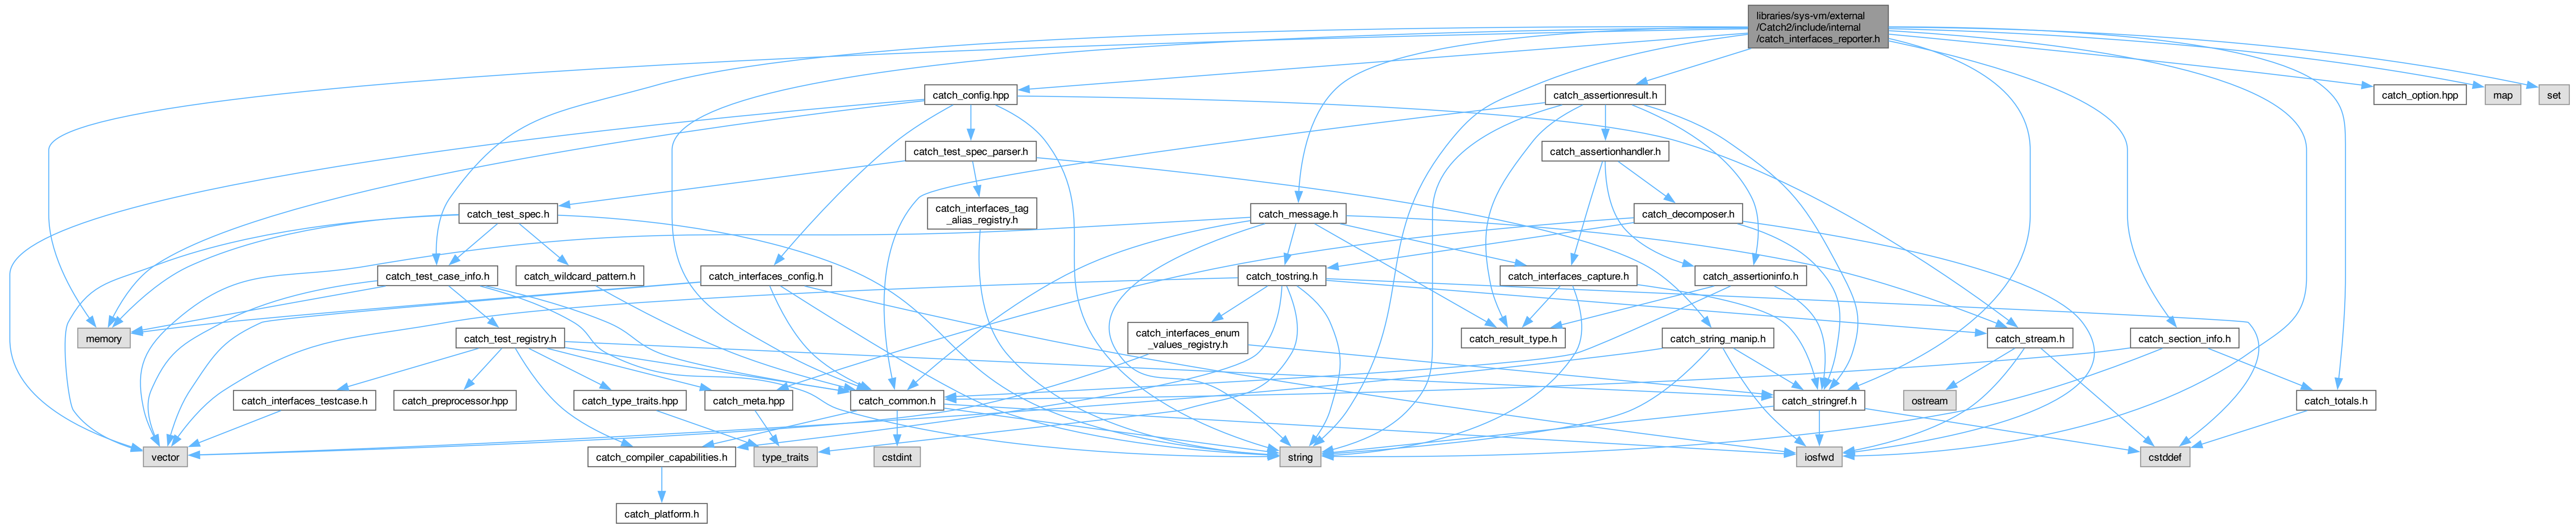 libraries/sys-vm/external
/Catch2/include/internal
/catch_interfaces_reporter.h
catch_config.hpp
catch_assertionresult.h
catch_option.hpp
map
set
catch_test_spec_parser.h
catch_assertionhandler.h
catch_test_spec.h
catch_interfaces_tag
_alias_registry.h
catch_message.h
catch_decomposer.h
catch_test_case_info.h
catch_wildcard_pattern.h
catch_interfaces_config.h
catch_tostring.h
catch_interfaces_capture.h
catch_assertioninfo.h
memory
catch_test_registry.h
catch_interfaces_enum
_values_registry.h
catch_result_type.h
catch_string_manip.h
catch_stream.h
catch_section_info.h
catch_interfaces_testcase.h
catch_preprocessor.hpp
catch_type_traits.hpp
catch_meta.hpp
catch_common.h
catch_stringref.h
ostream
catch_totals.h
vector
catch_compiler_capabilities.h
type_traits
cstdint
string
iosfwd
cstddef
catch_platform.h